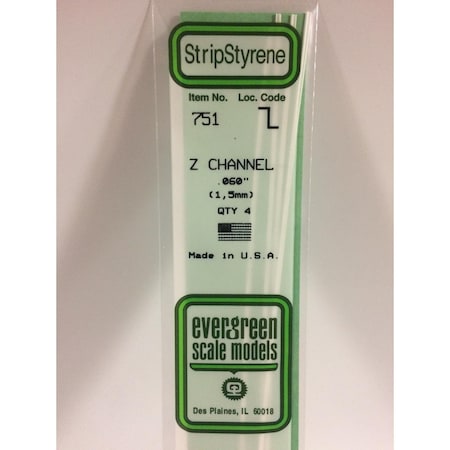 StripStyrene
Item No. Loc. Code
751
Z CHANNEL
.060"
(1,5mm)
QTY 4
Made in U.S.A.
evergreen
scale models
Des Plaines, IL 60018